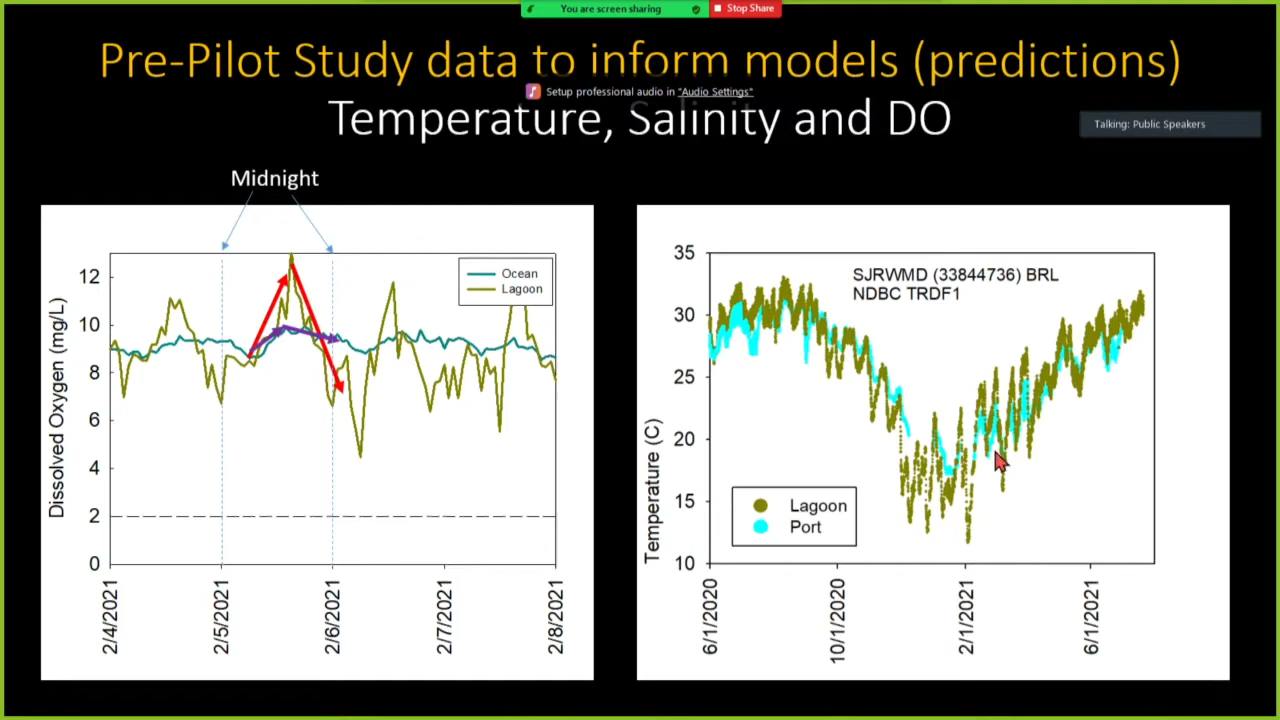 You are screen sharing
Stop Share
Pre-Pilot Study data to inform models (predictions)
Setup professional audio in "Audio Settings"
Temperature, Salinity and DO
Talking: Public Speakers
Midnight
Dissolved Oxygen (mg/L)
12
10
8
6
4
2
0
Ocean
Lagoon
2/4/2021
2/5/2021
2/6/2021
2/7/2021
2/8/2021
Temperature (C)
35
30
25
20
15
10
SJRWMD (33844736) BRL
NDBC TRDF1
Lagoon
Port
6/1/2020
10/1/2020
2/1/2021
6/1/2021